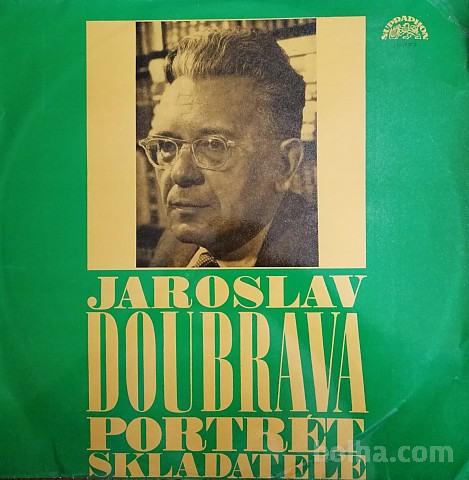 SUPRAPHON
JAROSLAV
DOUBRAVA
PORTRÉT
SKLADATELE
bolha.com